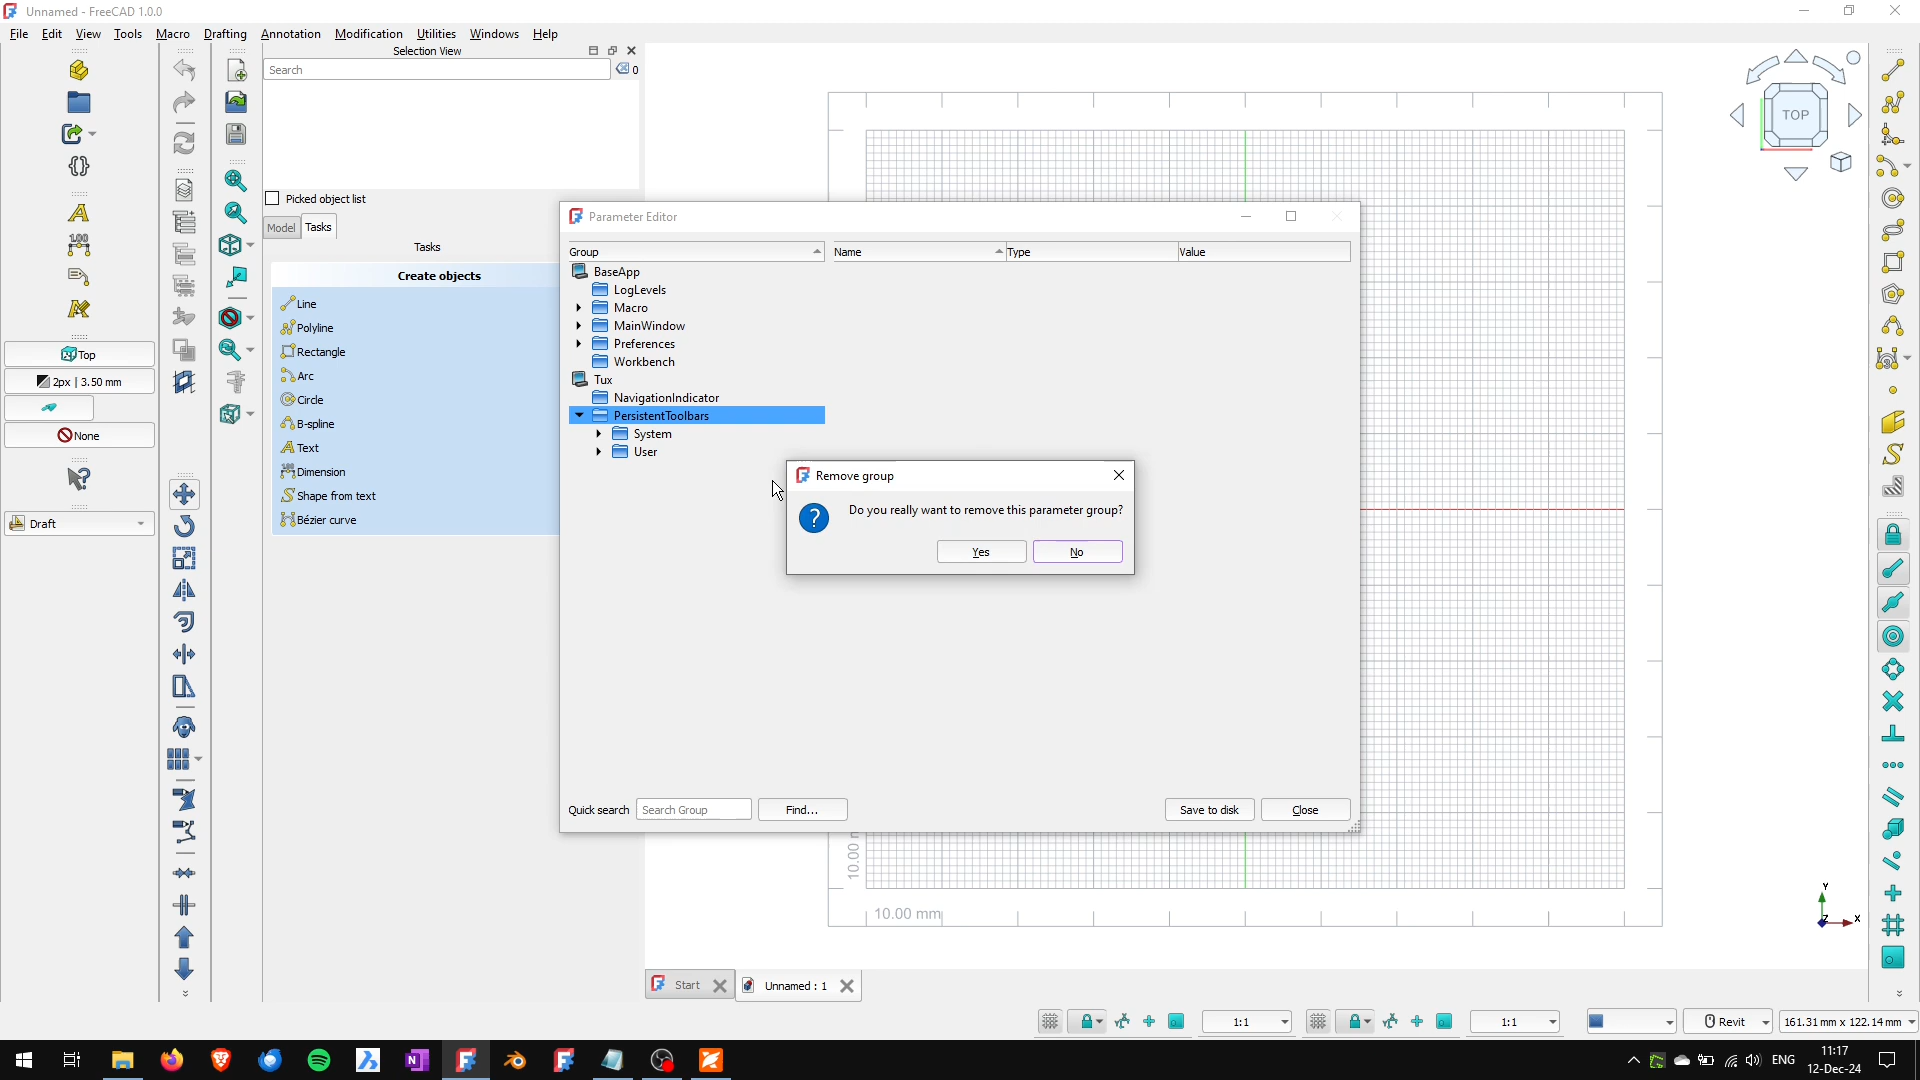 Unnamed - FreeCAD 1.0.0
File Edit View Tools Macro Drafting Annotation Modification Utilities Windows Help
Selection View
Search
0
Picked object list
Model Tasks
Tasks
Create objects
Line
Polyline
Rectangle
Arc
Circle
B-spline
Text
Dimension
Shape from text
Bézier curve
1.00
Top
2px | 3.50 mm
None
Draft
Parameter Editor
Group Name Type Value
BaseApp
LogLevels
Macro
MainWindow
Preferences
Workbench
Tux
NavigationIndicator
PersistentToolbars
System
User
Remove group
Do you really want to remove this parameter group?
Yes No
Quick search Search Group Find... Save to disk Close
TOP
10.00 m
10.00 mm
Y
Z X
Start Unnamed : 1
1:1 1:1 Revit 161.31 mm x 122.14 mm
ENG 11:17
12-Dec-24